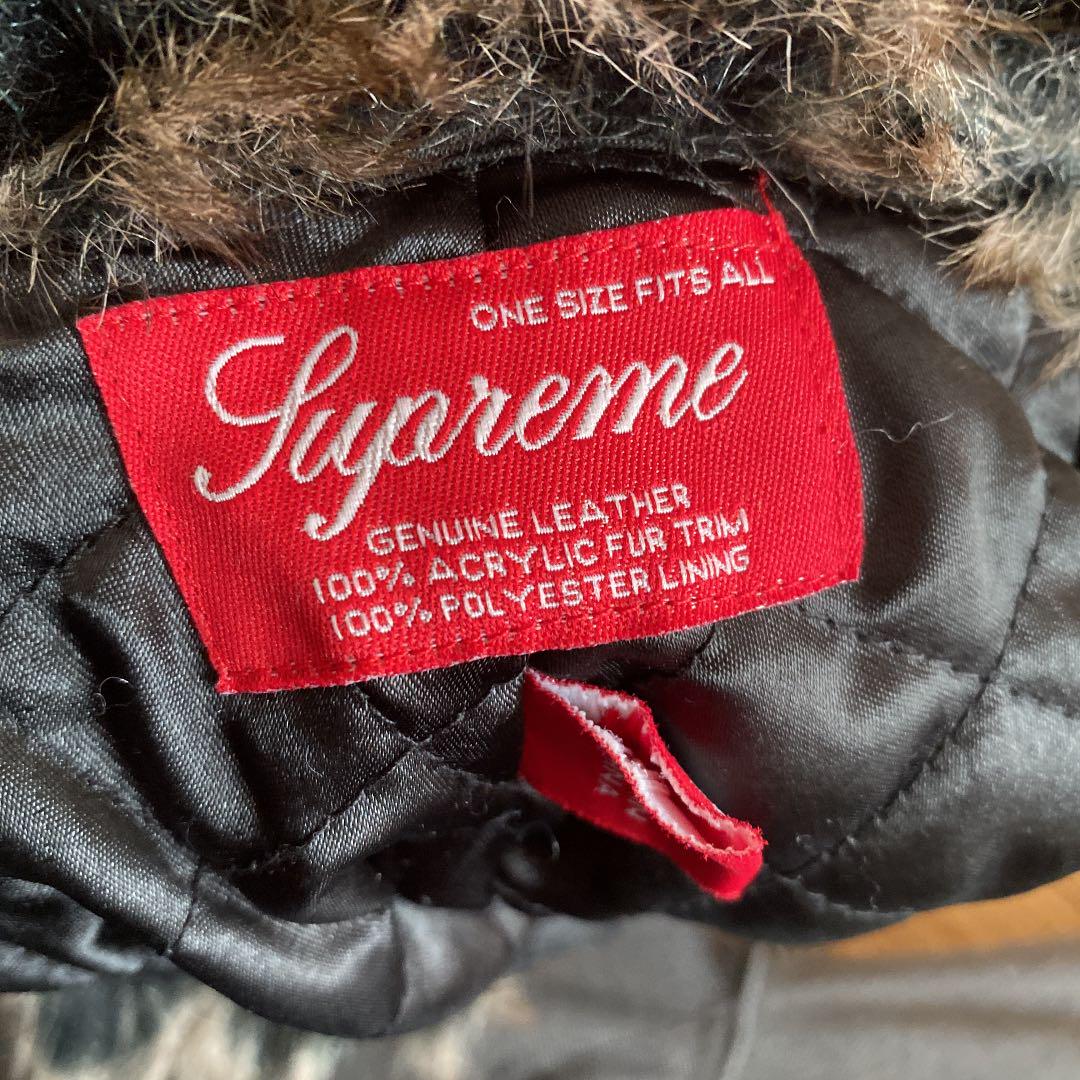 ONE SIZE FITS ALL
Supreme
GENUINE LEATHER
100% ACRYLIC FUR TRIM
100% POLYESTER LINING